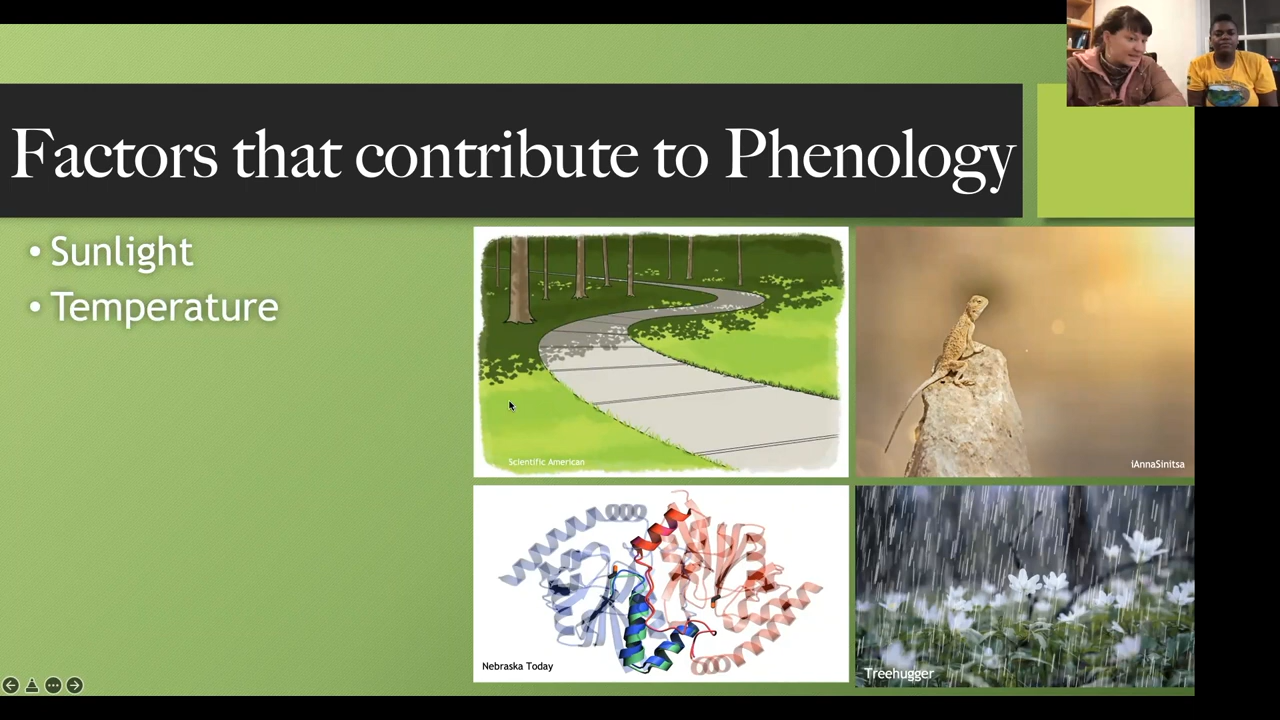 Factors that contribute to Phenology
• Sunlight
• Temperature
Scientific American
iAnnaSinitsa
Nebraska Today
Treehugger